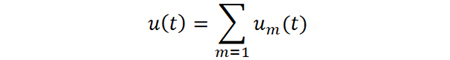 u(t) = ∑_{m=1} u_m(t)